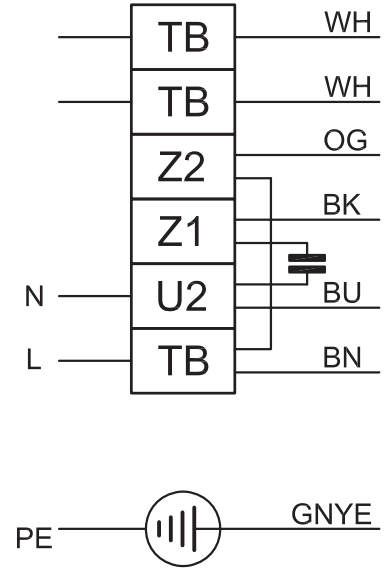 TB WH
TB WH
Z2 OG
Z1 BK
N U2 BU
L TB BN
PE GNYE